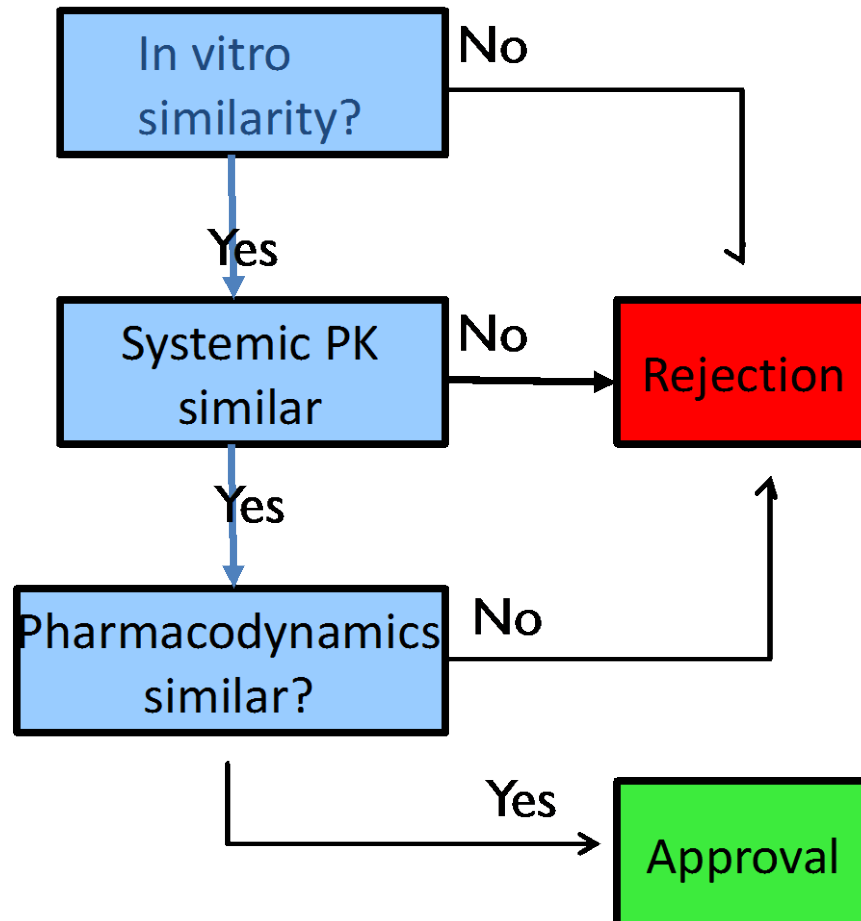 In vitro
similarity?
No
Yes
Systemic PK
similar
No
Rejection
Yes
Pharmacodynamics
similar?
No
Yes
Approval